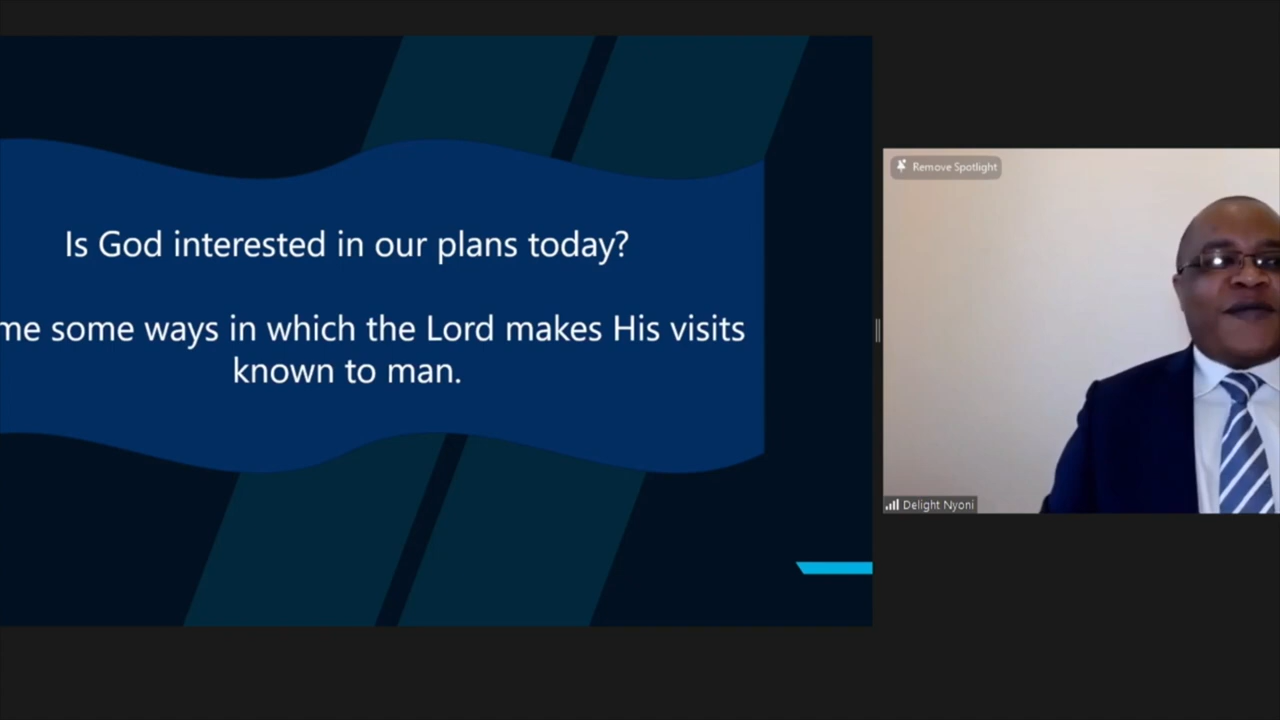 Is God interested in our plans today?
me some ways in which the Lord makes His visits
known to man.
Remove Spotlight
Delight Nyoni